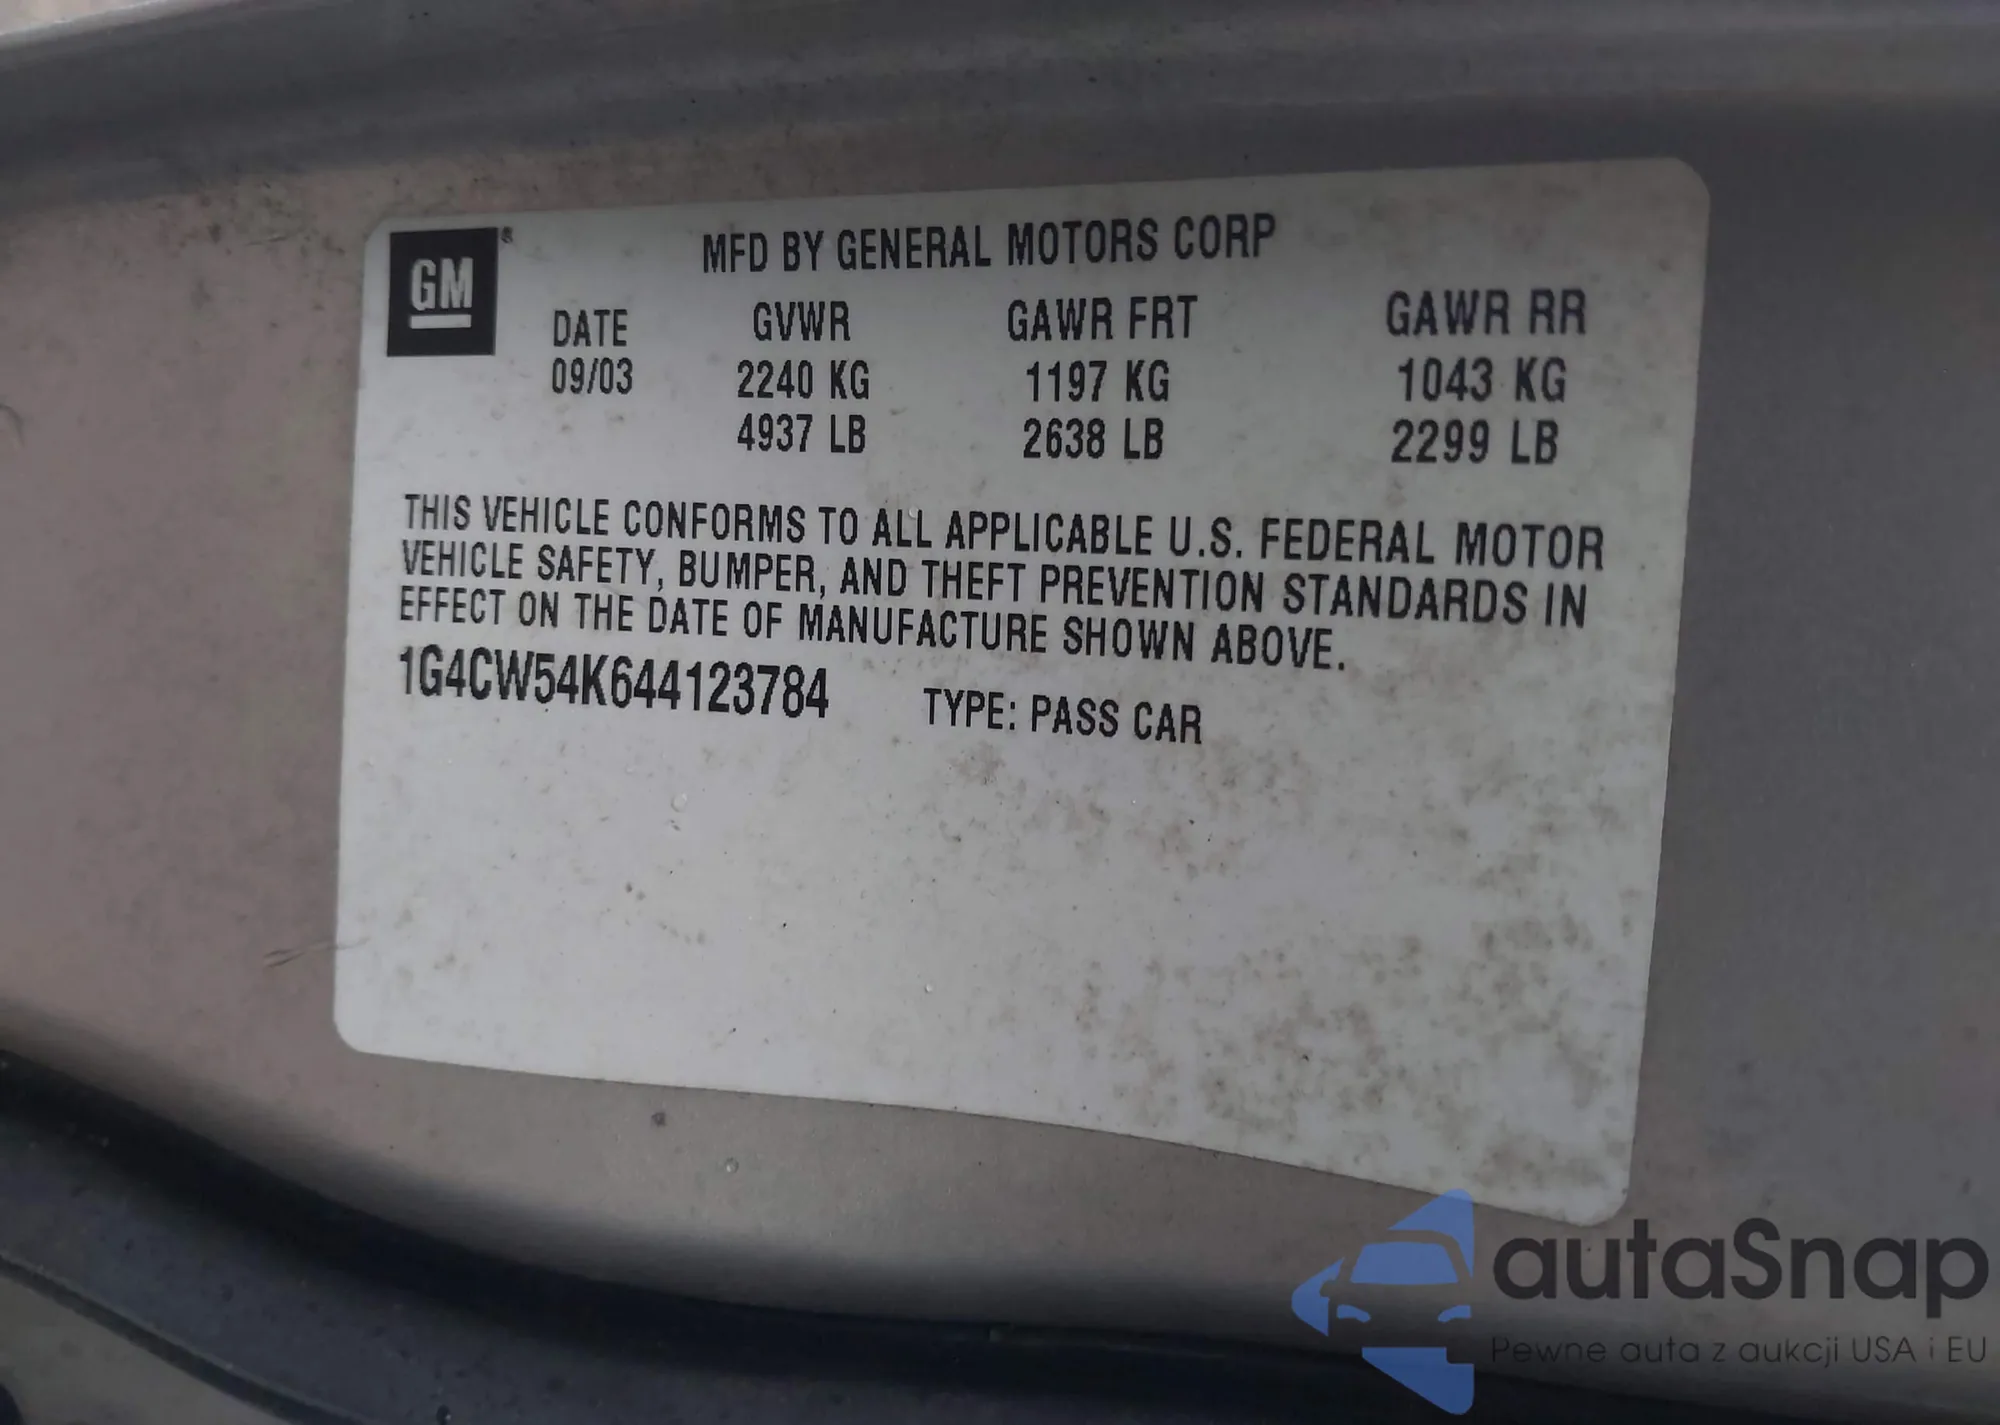 GM®
MFD BY GENERAL MOTORS CORP
DATE GVWR GAWR FRT GAWR RR
09/03 2240 KG 1197 KG 1043 KG
4937 LB 2638 LB 2299 LB
THIS VEHICLE CONFORMS TO ALL APPLICABLE U.S. FEDERAL MOTOR
VEHICLE SAFETY, BUMPER, AND THEFT PREVENTION STANDARDS IN
EFFECT ON THE DATE OF MANUFACTURE SHOWN ABOVE.
1G4CW54K644123784 TYPE: PASS CAR
autaSnap
Pewne auta z aukcji USA i EU